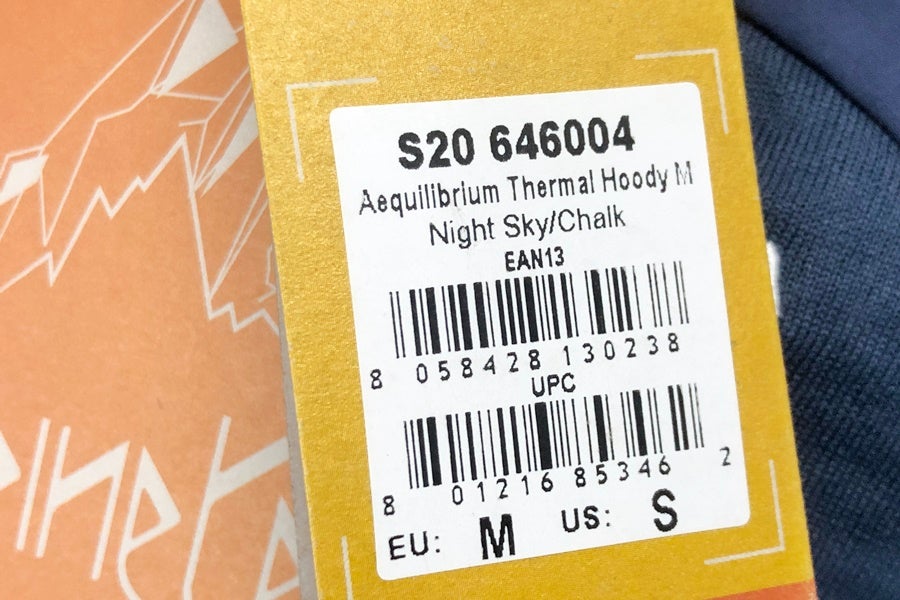 S20 646004
Aequilibrium Thermal Hoody M
Night Sky/Chalk
EAN13
8 058428 130238
UPC
8 01216 85346 2
EU: M US: S